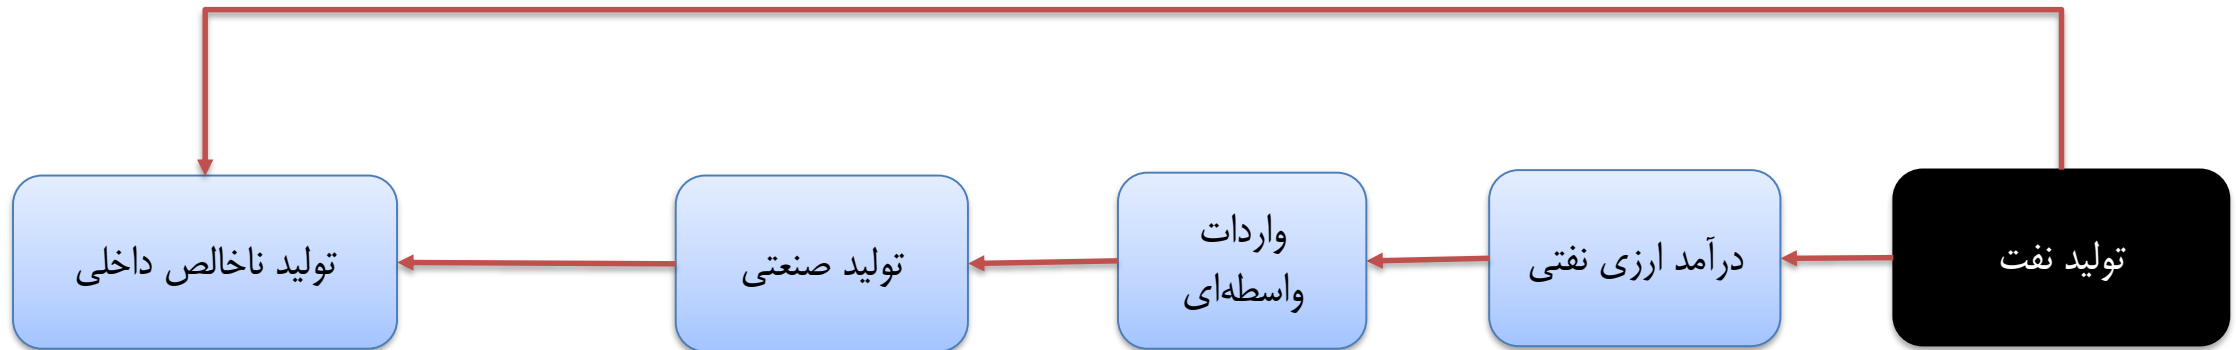 تولید نفت
درآمد ارزی نفتی
واردات
واسطه‌ای
تولید صنعتی
تولید ناخالص داخلی